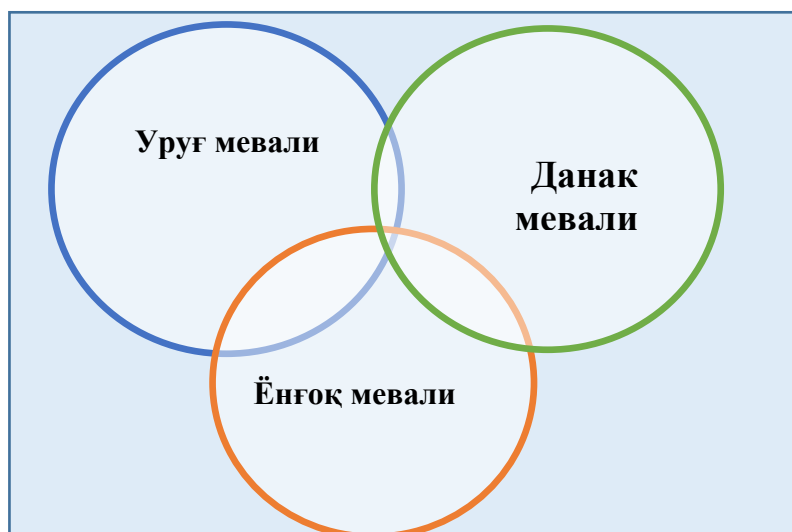 Уруғ мевали
Данак
мевали
Ёнғоқ мевали